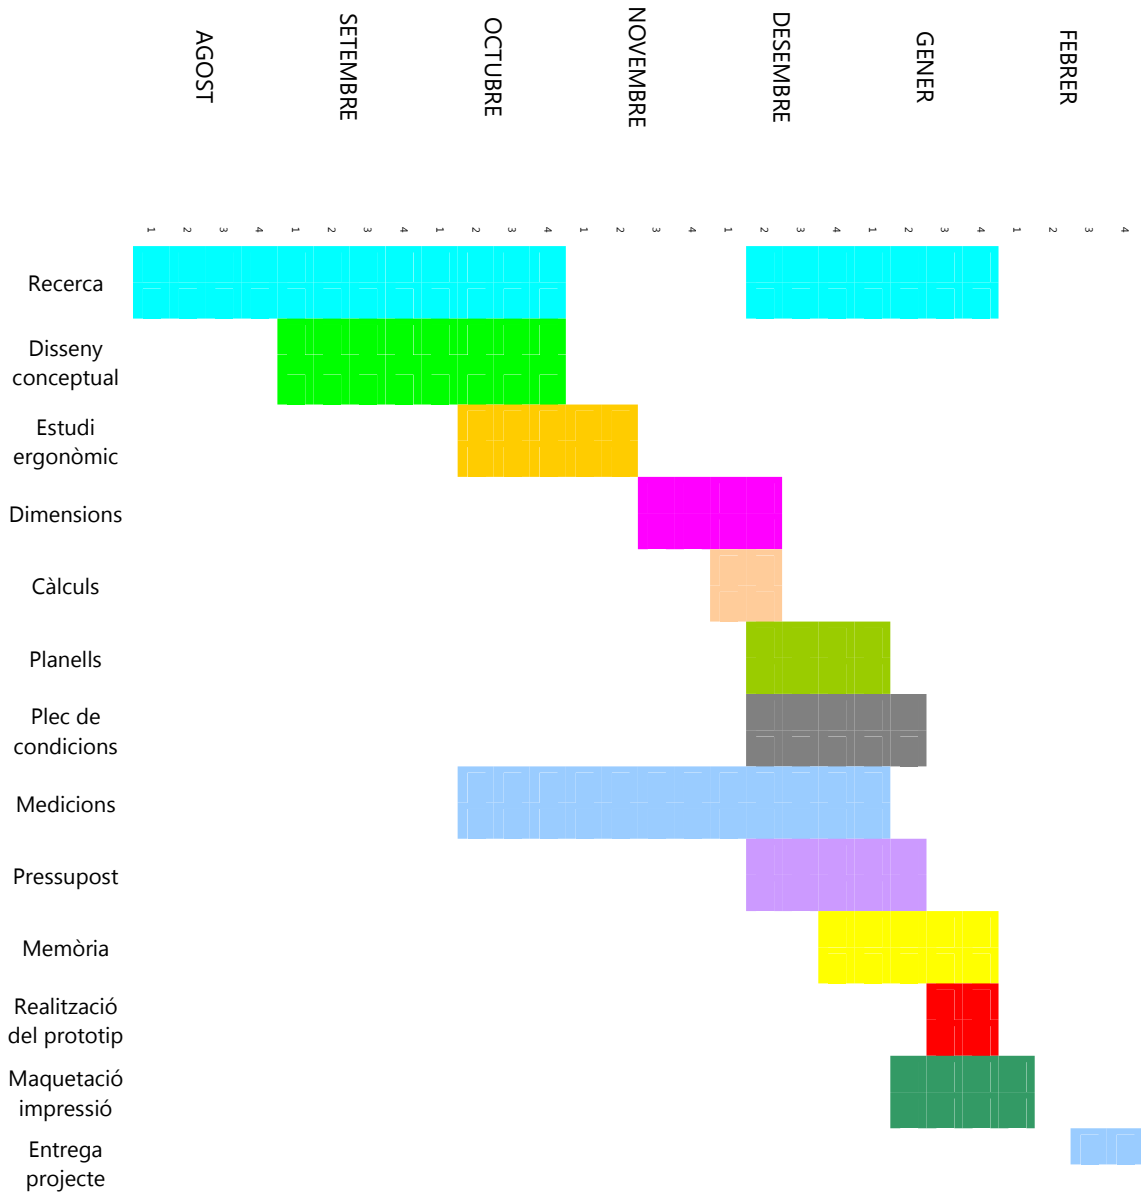 AGOST
SETEMBRE
OCTUBRE
NOVEMBRE
DESEMBRE
GENER
FEBRER
1 2 3 4 1 2 3 4 1 2 3 4 1 2 3 4 1 2 3 4 1 2 3 4 1 2 3 4
Recerca
Disseny
conceptual
Estudi
ergonòmic
Dimensions
Càlculs
Planells
Plec de
condicions
Medicions
Pressupost
Memòria
Realització
del prototip
Maquetació
impressió
Entrega
projecte